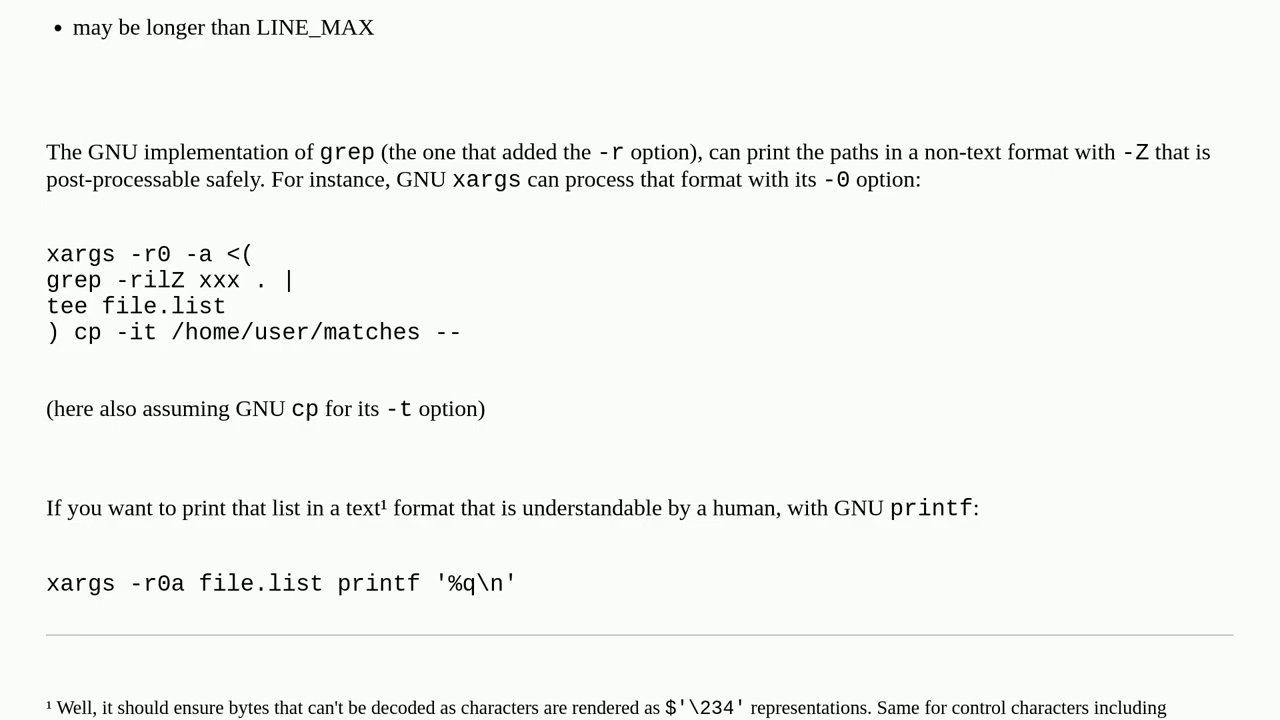 • may be longer than LINE_MAX
The GNU implementation of grep (the one that added the -r option), can print the paths in a non-text format with -Z that is
post-processable safely. For instance, GNU xargs can process that format with its -0 option:
xargs -r0 -a <(
grep -rilZ xxx . |
tee file.list
) cp -it /home/user/matches --
(here also assuming GNU cp for its -t option)
If you want to print that list in a text¹ format that is understandable by a human, with GNU printf:
xargs -r0a file.list printf '%q\n'
¹ Well, it should ensure bytes that can't be decoded as characters are rendered as $'\234' representations. Same for control characters including